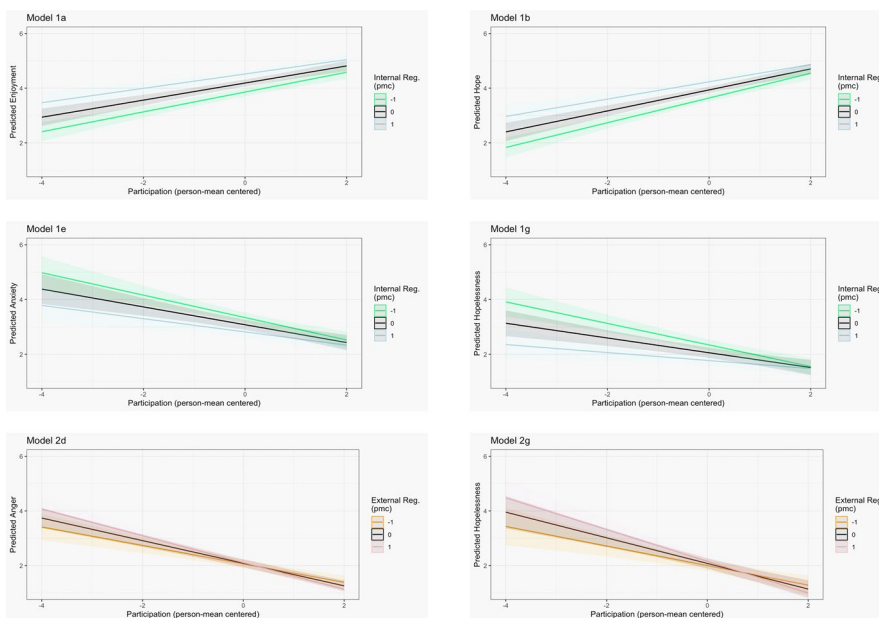 Model 1a
6
4
2
-4
-2
0
2
Predicted Enjoyment
Participation (person-mean centered)
Internal Reg.
(pmc)
-1
0
1
Model 1b
6
4
2
-4
-2
0
2
Predicted Hope
Participation (person-mean centered)
Internal Reg
(pmc)
-1
0
1
Model 1e
6
4
2
-4
-2
0
2
Predicted Anxiety
Participation (person-mean centered)
Internal Reg.
(pmc)
-1
0
1
Model 1g
6
4
2
-4
-2
0
2
Predicted Hopelessness
Participation (person-mean centered)
Internal Reg
(pmc)
-1
0
1
Model 2d
6
4
2
-4
-2
0
2
Predicted Anger
Participation (person-mean centered)
External Reg.
(pmc)
-1
0
1
Model 2g
6
4
2
-4
-2
0
2
Predicted Hopelessness
Participation (person-mean centered)
External Reg
(pmc)
-1
0
1